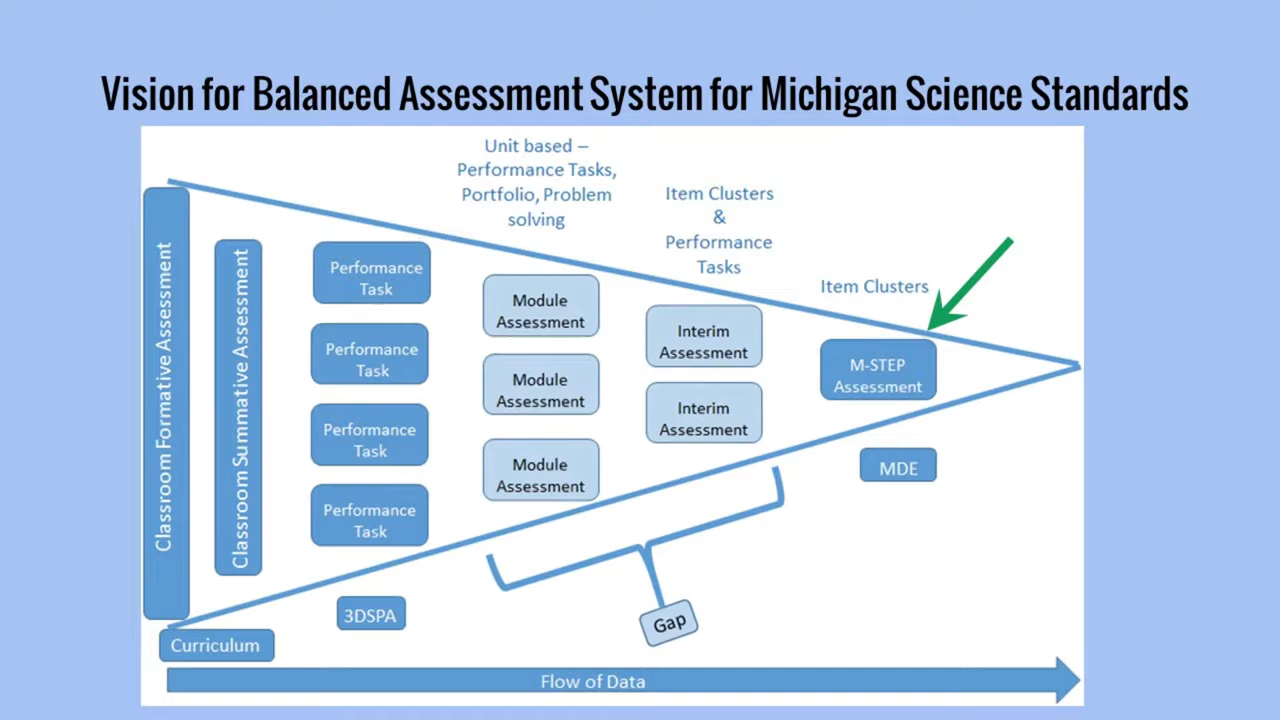 Vision for Balanced Assessment System for Michigan Science Standards
Unit based –
Performance Tasks,
Portfolio, Problem
solving
Item Clusters
&
Performance
Tasks
Item Clusters
Classroom Formative Assessment
Classroom Summative Assessment
Performance
Task
Performance
Task
Performance
Task
Performance
Task
Module
Assessment
Module
Assessment
Module
Assessment
Interim
Assessment
Interim
Assessment
M-STEP
Assessment
MDE
3DSPA
Gap
Curriculum
Flow of Data